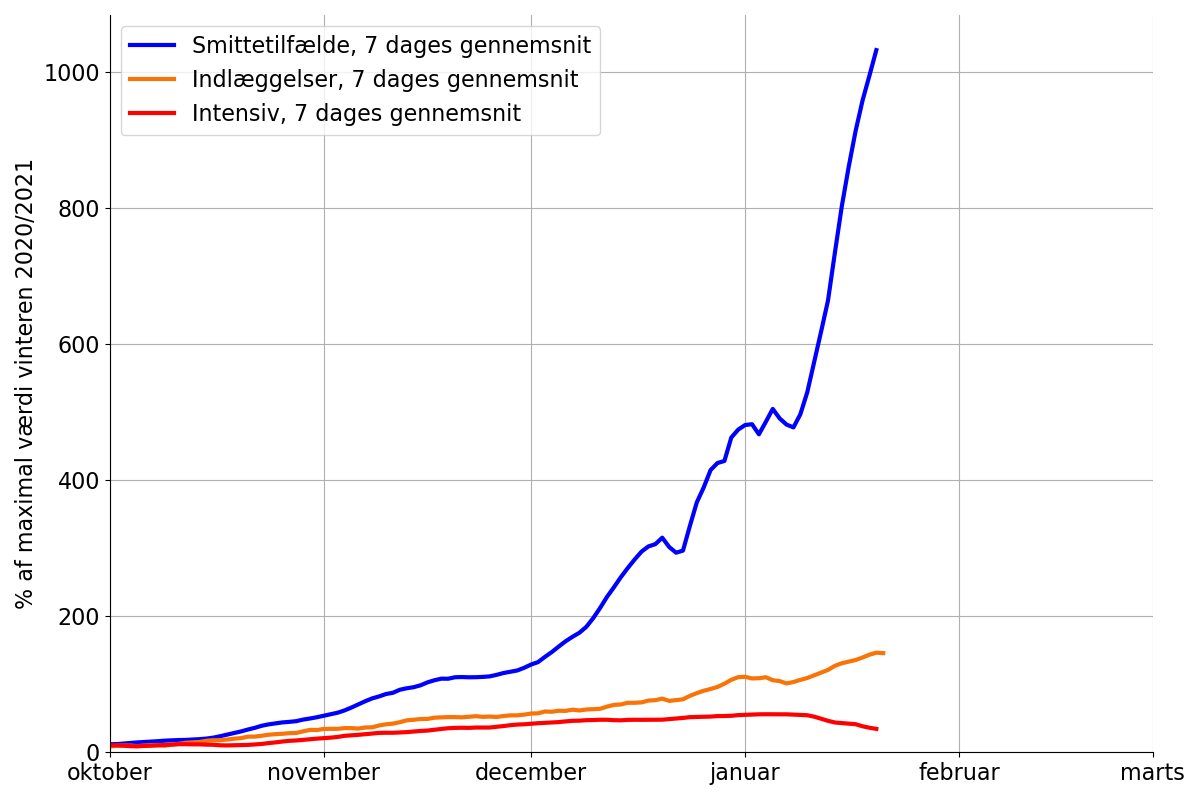 Smittetilfælde, 7 dages gennemsnit
Indlæggelser, 7 dages gennemsnit
Intensiv, 7 dages gennemsnit
% af maximal værdi vinteren 2020/2021
1000
800
600
400
200
0
oktober november december januar februar marts